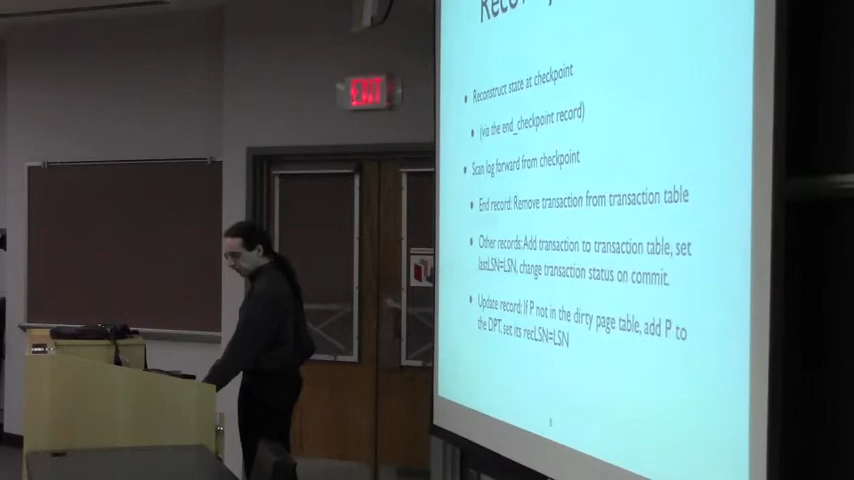 EXIT
Reconstruct state at checkpoint
(via the end_checkpoint record)
Scan log forward from checkpoint
End record: Remove transaction from transaction table
Other records: Add transaction to transaction table, set
lastLSN=LSN, change transaction status on commit.
Update record: If P not in the dirty page table, add P to
the DPT, set its recLSN=LSN
8